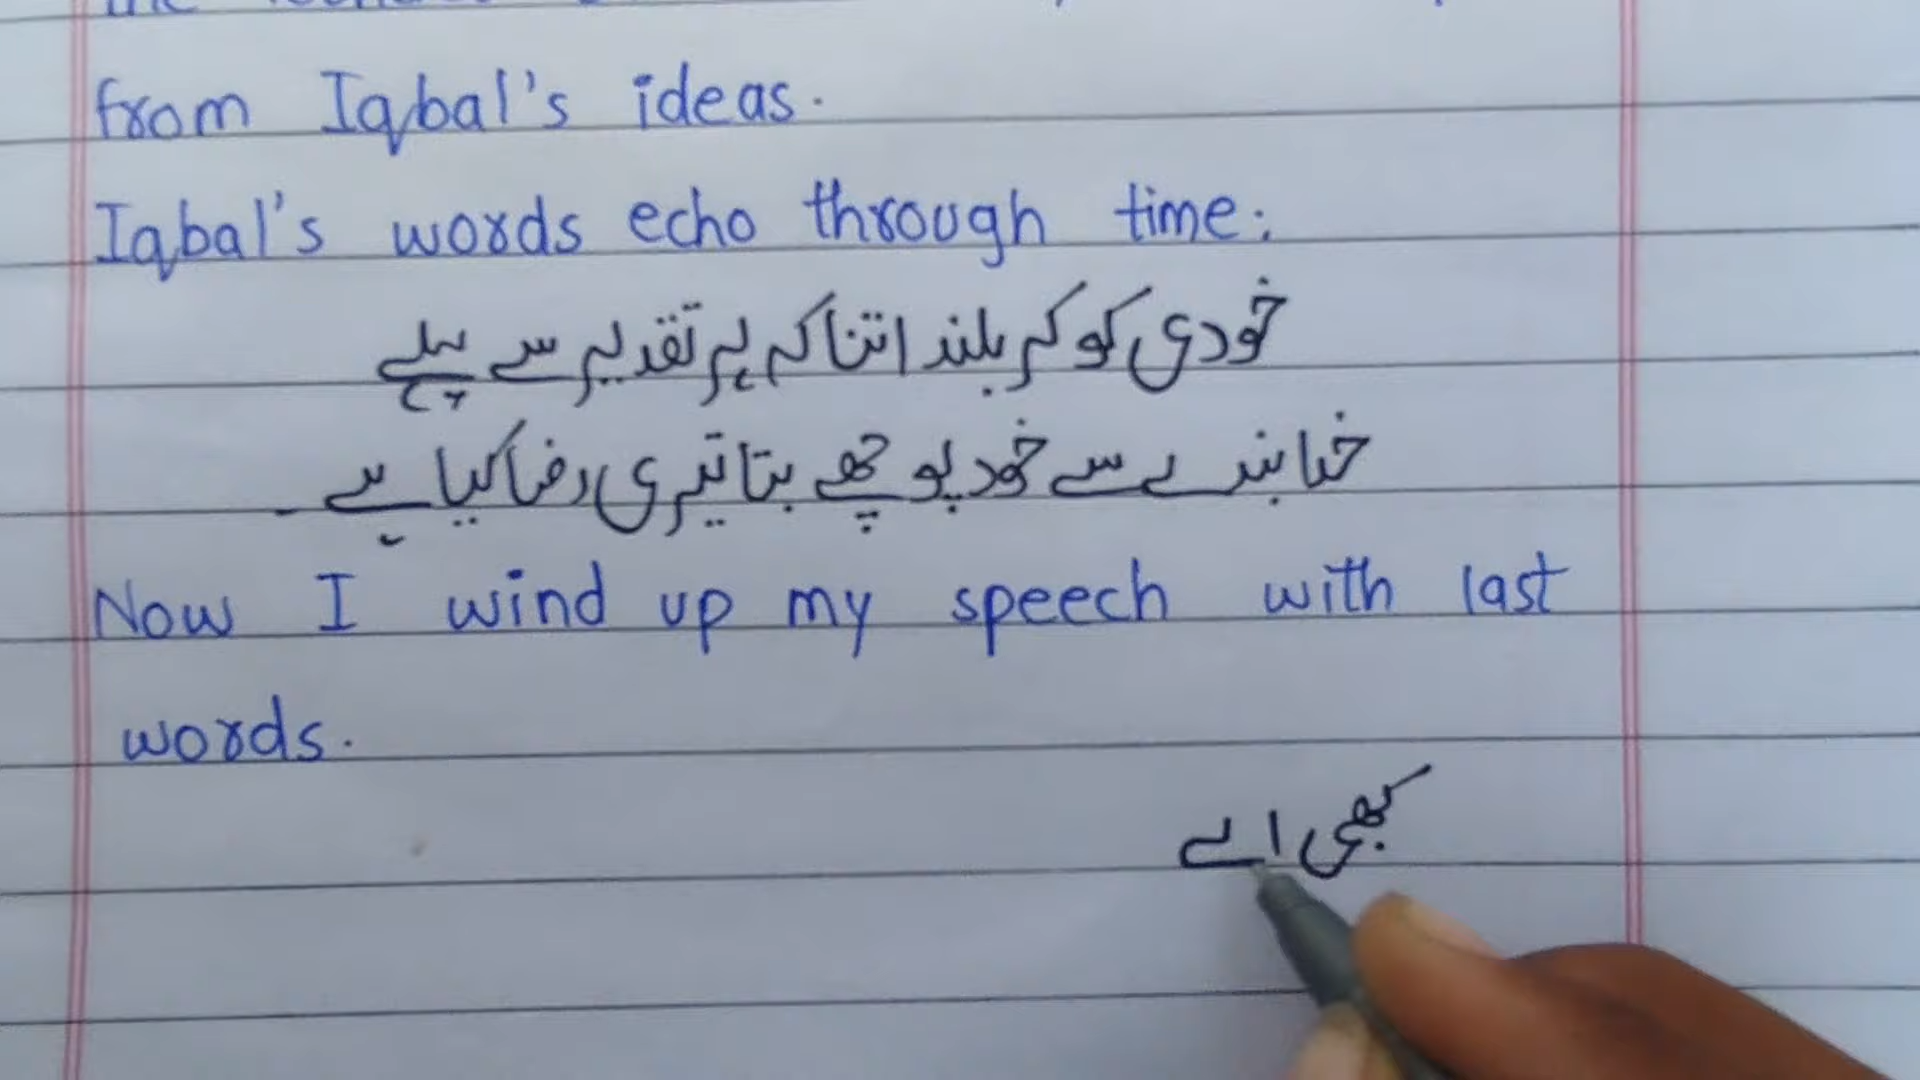 from Iqbal's ideas.
Iqbal's words echo through time:
خودی کو کر بلند اتنا کہ ہر تقدیر سے پہلے
خدا بندے سے خود پوچھے بتا تیری رضا کیا ہے۔
Now I wind up my speech with last
words.
کبھی اے